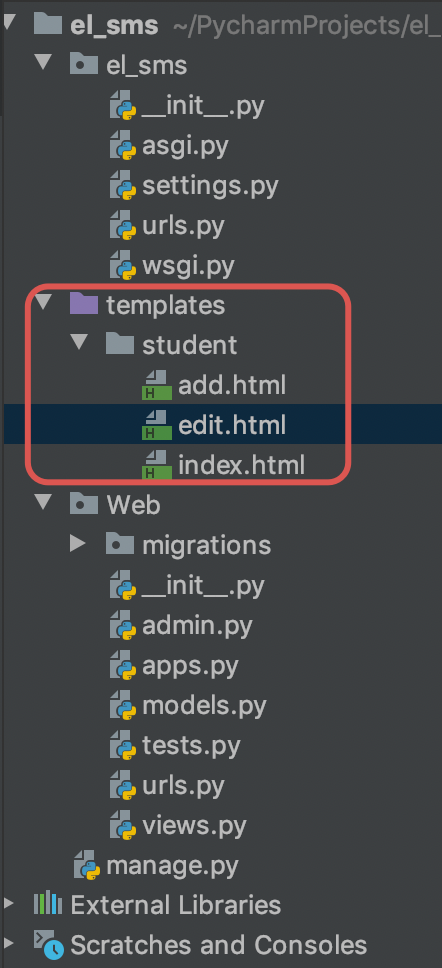 el_sms ~/PycharmProjects/el_
el_sms
__init__.py
asgi.py
settings.py
urls.py
wsgi.py
templates
student
H add.html
H edit.html
H index.html
Web
migrations
__init__.py
admin.py
apps.py
models.py
tests.py
urls.py
views.py
manage.py
External Libraries
Scratches and Consoles